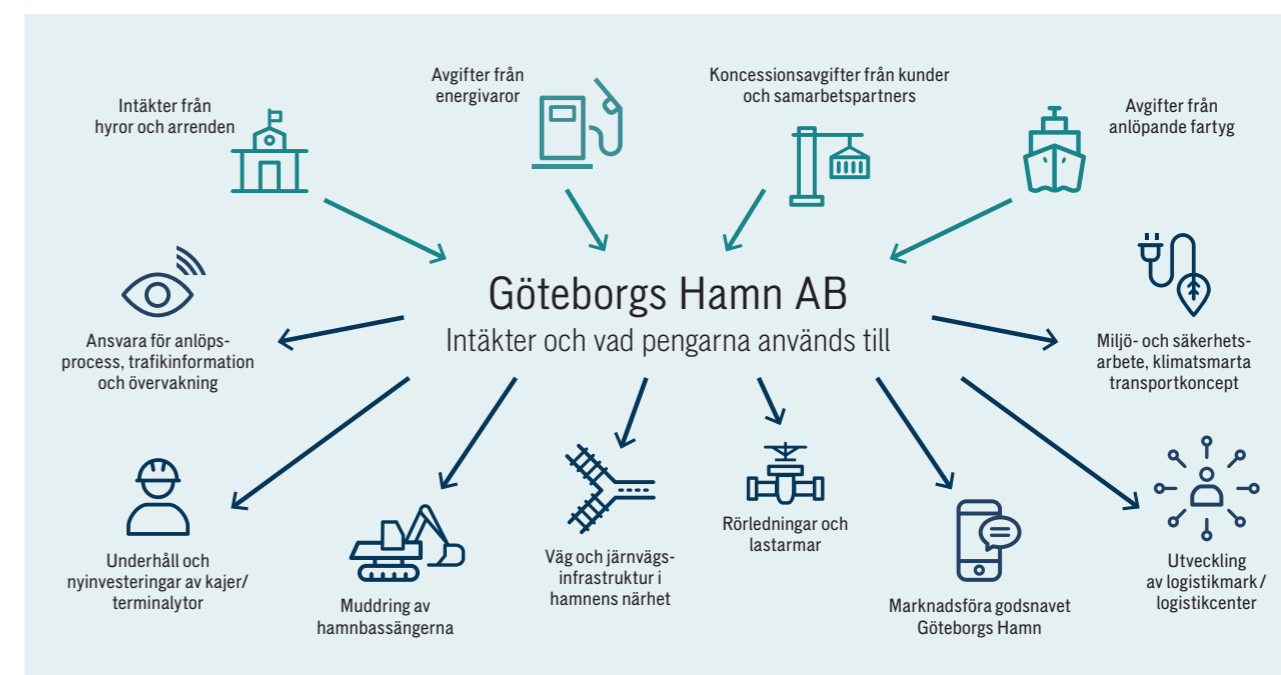 Intäkter från
hyror och arrenden
Avgifter från
energivaror
Koncessionsavgifter från kunder
och samarbetspartners
Avgifter från
anlöpande fartyg
Göteborgs Hamn AB
Intäkter och vad pengarna används till
Ansvara för anlöps-
process, trafikinformation
och övervakning
Miljö- och säkerhets-
arbete, klimatsmarta
transportkoncept
Underhåll och
nyinvesteringar av kajer/
terminalytor
Muddring av
hamnbassängerna
Väg och järnvägs-
infrastruktur i
hamnens närhet
Rörledningar och
lastarmar
Marknadsföra godsnavet
Göteborgs Hamn
Utveckling
av logistikmark/
logistikcenter